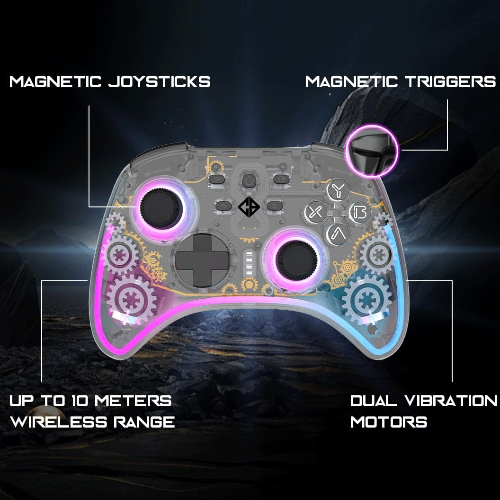 MAGNETIC JOYSTICKS
MAGNETIC TRIGGERS
Y
X
B
A
UP TO 10 METERS
WIRELESS RANGE
DUAL VIBRATION
MOTORS